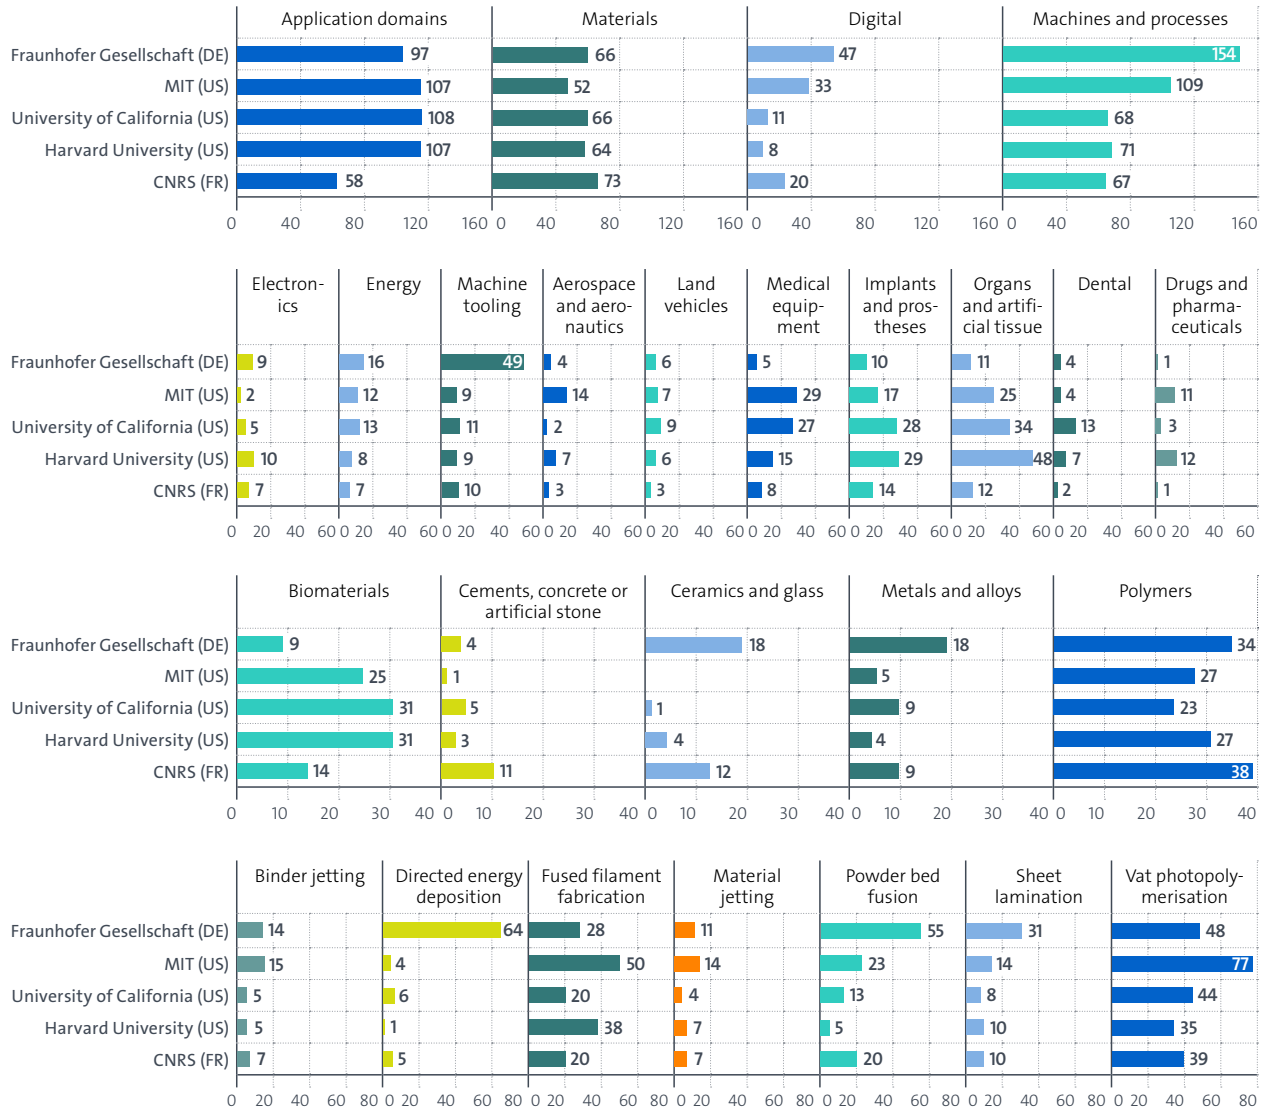 Application domains Materials Digital Machines and processes
Fraunhofer Gesellschaft (DE) 97 66 47 154
MIT (US) 107 52 33 109
University of California (US) 108 66 11 68
Harvard University (US) 107 64 8 71
CNRS (FR) 58 73 20 67
0 40 80 120 160 0 40 80 120 160 0 40 80 120 160 0 40 80 120 160
Electron- Energy Machine Aerospace Land Medical Implants Organs Dental Drugs and
ics tooling and aero- vehicles equip- and pros- and artifi- pharma-
nautics ment theses cial tissue ceuticals
Fraunhofer Gesellschaft (DE) 9 16 49 4 6 5 10 11 4 1
MIT (US) 2 12 9 14 7 29 17 25 4 11
University of California (US) 5 13 11 2 9 27 28 34 13 3
Harvard University (US) 10 8 9 7 6 15 29 48 7 12
CNRS (FR) 7 7 10 3 3 8 14 12 2 1
0 20 40 60 0 20 40 60 0 20 40 60 0 20 40 60 0 20 40 60 0 20 40 60 0 20 40 60 0 20 40 60 0 20 40 60 0 20 40 60
Biomaterials Cements, concrete or Ceramics and glass Metals and alloys Polymers
artificial stone
Fraunhofer Gesellschaft (DE) 9 4 18 18 34
MIT (US) 25 1 5 27
University of California (US) 31 5 1 9 23
Harvard University (US) 31 3 4 4 27
CNRS (FR) 14 11 12 9 38
0 10 20 30 40 0 10 20 30 40 0 10 20 30 40 0 10 20 30 40 0 10 20 30 40
Binder jetting Directed energy Fused filament Material Powder bed Sheet Vat photopoly-
deposition fabrication jetting fusion lamination merisation
Fraunhofer Gesellschaft (DE) 14 64 28 11 55 31 48
MIT (US) 15 4 50 14 23 14 77
University of California (US) 5 6 20 4 13 8 44
Harvard University (US) 5 1 38 7 5 10 35
CNRS (FR) 7 5 20 7 20 10 39
0 20 40 60 80 0 20 40 60 80 0 20 40 60 80 0 20 40 60 80 0 20 40 60 80 0 20 40 60 80 0 20 40 60 80